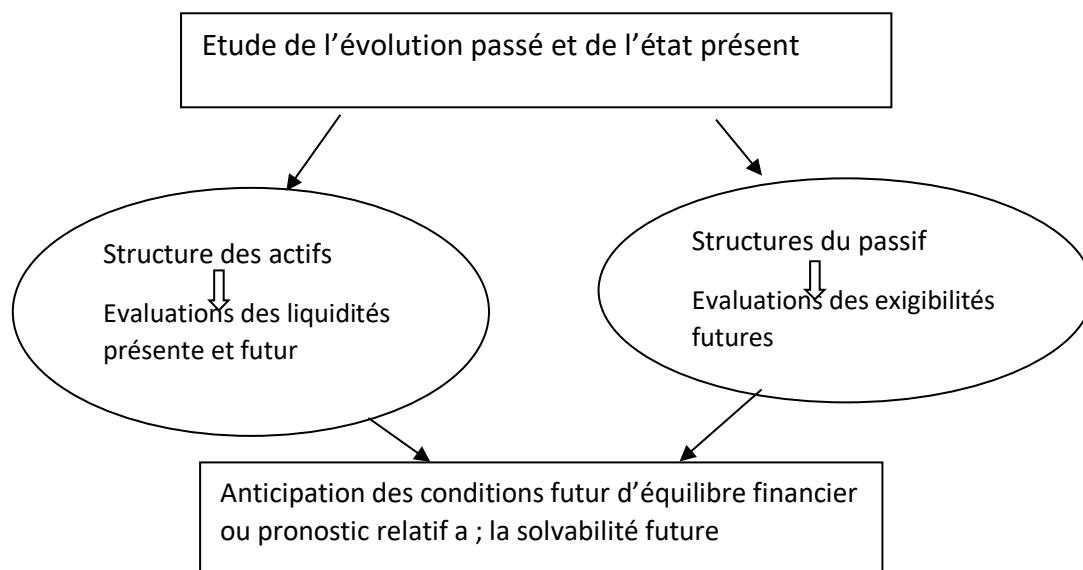 Etude de l’évolution passé et de l’état présent
Structure des actifs
Evaluations des liquidités
présente et futur
Structures du passif
Evaluations des exigibilités
futures
Anticipation des conditions futur d’équilibre financier
ou pronostic relatif a ; la solvabilité future